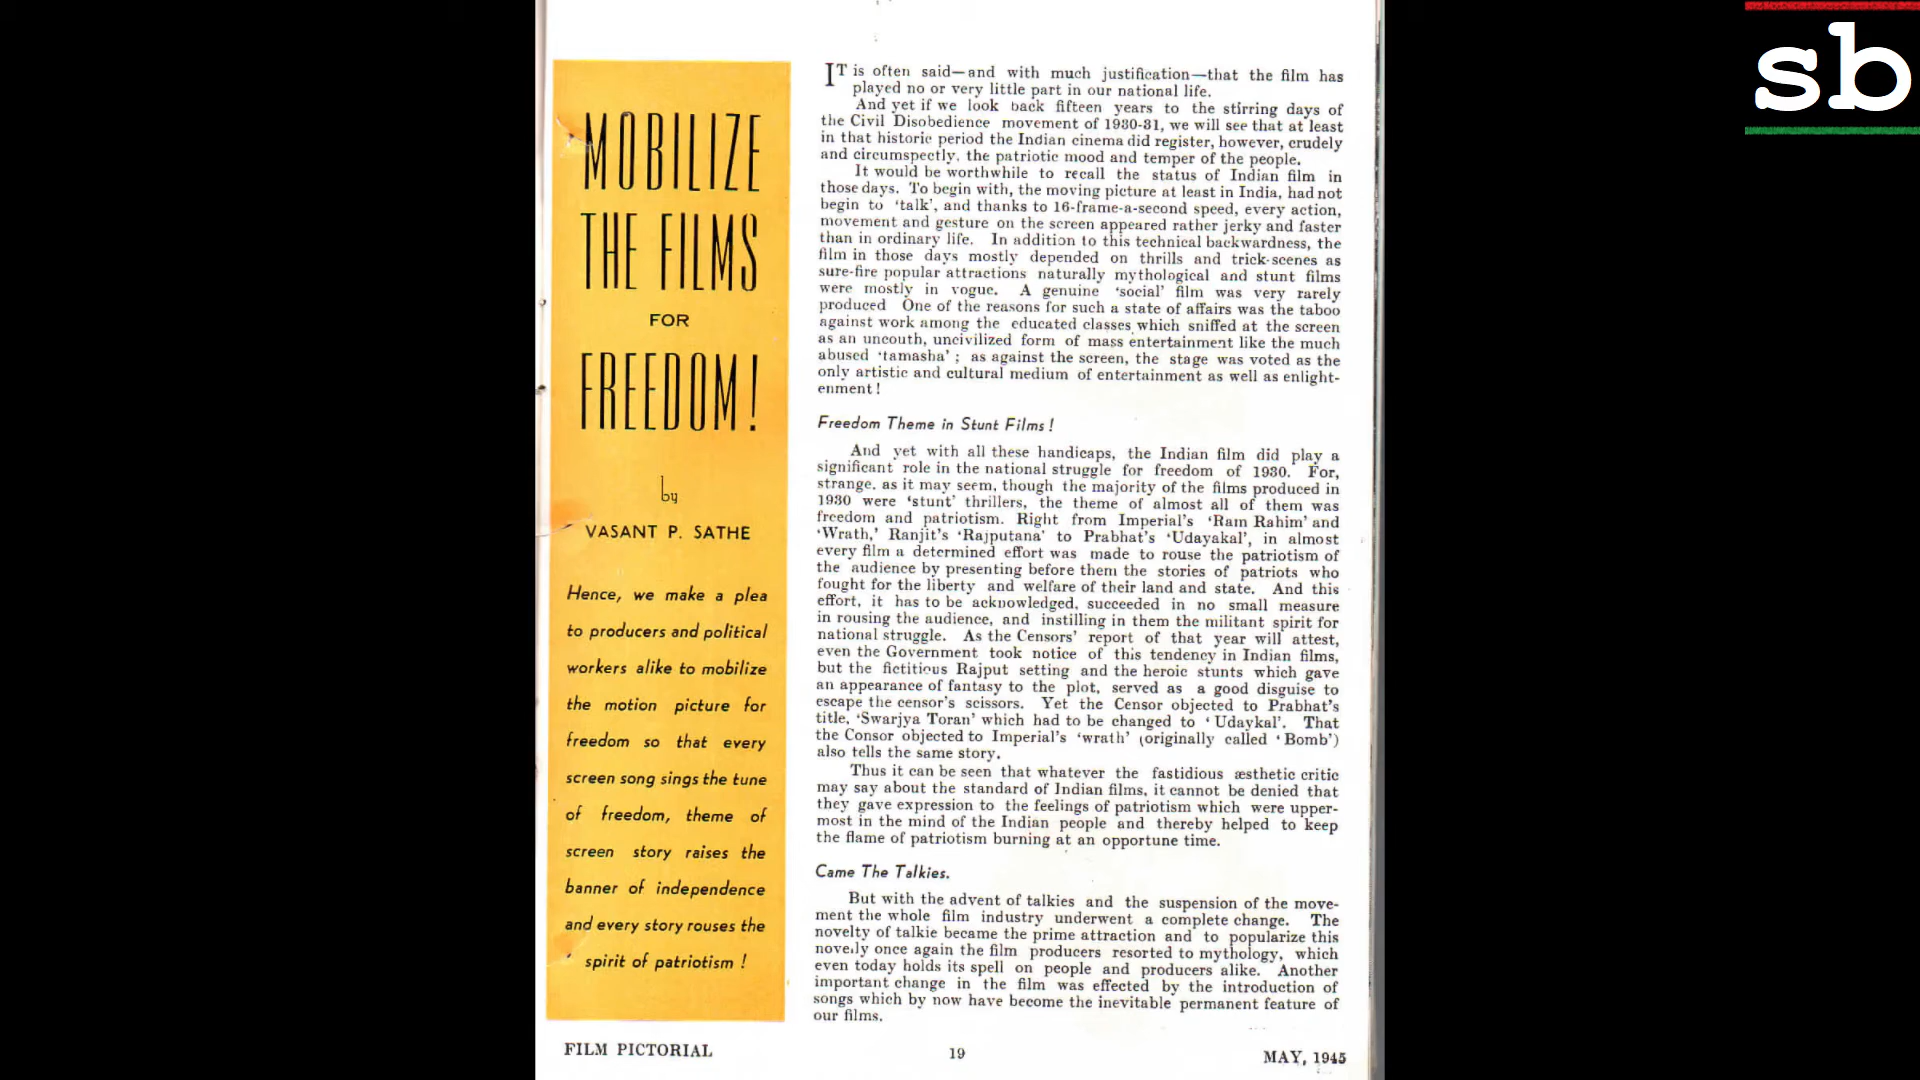 MOBILIZE
THE FILMS
FOR
FREEDOM!
by
VASANT P. SATHE
Hence, we make a plea
to producers and political
workers alike to mobilize
the motion picture for
freedom so that every
screen song sings the tune
of freedom, theme of
screen story raises the
banner of independence
and every story rouses the
spirit of patriotism !
IT is often said—and with much justification—that the film has
played no or very little part in our national life.
And yet if we look back fifteen years to the stirring days of
the Civil Disobedience movement of 1930-31, we will see that at least
in that historic period the Indian cinema did register, however, crudely
and circumspectly, the patriotic mood and temper of the people.
It would be worthwhile to recall the status of Indian film in
those days. To begin with, the moving picture at least in India, had not
begin to ‘talk’, and thanks to 16-frame-a-second speed, every action,
movement and gesture on the screen appeared rather jerky and faster
than in ordinary life. In addition to this technical backwardness, the
film in those days mostly depended on thrills and trick-scenes as
sure-fire popular attractions naturally mythological and stunt films
were mostly in vogue. A genuine ‘social’ film was very rarely
produced One of the reasons for such a state of affairs was the taboo
against work among the educated classes which sniffed at the screen
as an uncouth, uncivilized form of mass entertainment like the much
abused ‘tamasha’ ; as against the screen, the stage was voted as the
only artistic and cultural medium of entertainment as well as enlight-
enment !
Freedom Theme in Stunt Films !
And yet with all these handicaps, the Indian film did play a
significant role in the national struggle for freedom of 1930. For,
strange. as it may seem, though the majority of the films produced in
1930 were ‘stunt’ thrillers, the theme of almost all of them was
freedom and patriotism. Right from Imperial’s ‘Ram Rahim’ and
‘Wrath,’ Ranjit’s ‘Rajputana’ to Prabhat’s ‘Udayakal’, in almost
every film a determined effort was made to rouse the patriotism of
the audience by presenting before them the stories of patriots who
fought for the liberty and welfare of their land and state. And this
effort, it has to be acknowledged, succeeded in no small measure
in rousing the audience, and instilling in them the militant spirit for
national struggle. As the Censors’ report of that year will attest,
even the Government took notice of this tendency in Indian films,
but the fictitious Rajput setting and the heroic stunts which gave
an appearance of fantasy to the plot, served as a good disguise to
escape the censor’s scissors. Yet the Censor objected to Prabhat’s
title, ‘Swarjya Toran’ which had to be changed to ‘ Udaykal’. That
the Consor objected to Imperial’s ‘wrath’ (originally called ‘ Bomb’)
also tells the same story.
Thus it can be seen that whatever the fastidious æsthetic critic
may say about the standard of Indian films, it cannot be denied that
they gave expression to the feelings of patriotism which were upper-
most in the mind of the Indian people and thereby helped to keep
the flame of patriotism burning at an opportune time.
Came The Talkies.
But with the advent of talkies and the suspension of the move-
ment the whole film industry underwent a complete change. The
novelty of talkie became the prime attraction and to popularize this
novelly once again the film producers resorted to mythology, which
even today holds its spell on people and producers alike. Another
important change in the film was effected by the introduction of
songs which by now have become the inevitable permanent feature of
our films.
FILM PICTORIAL
19
MAY, 1945
sb